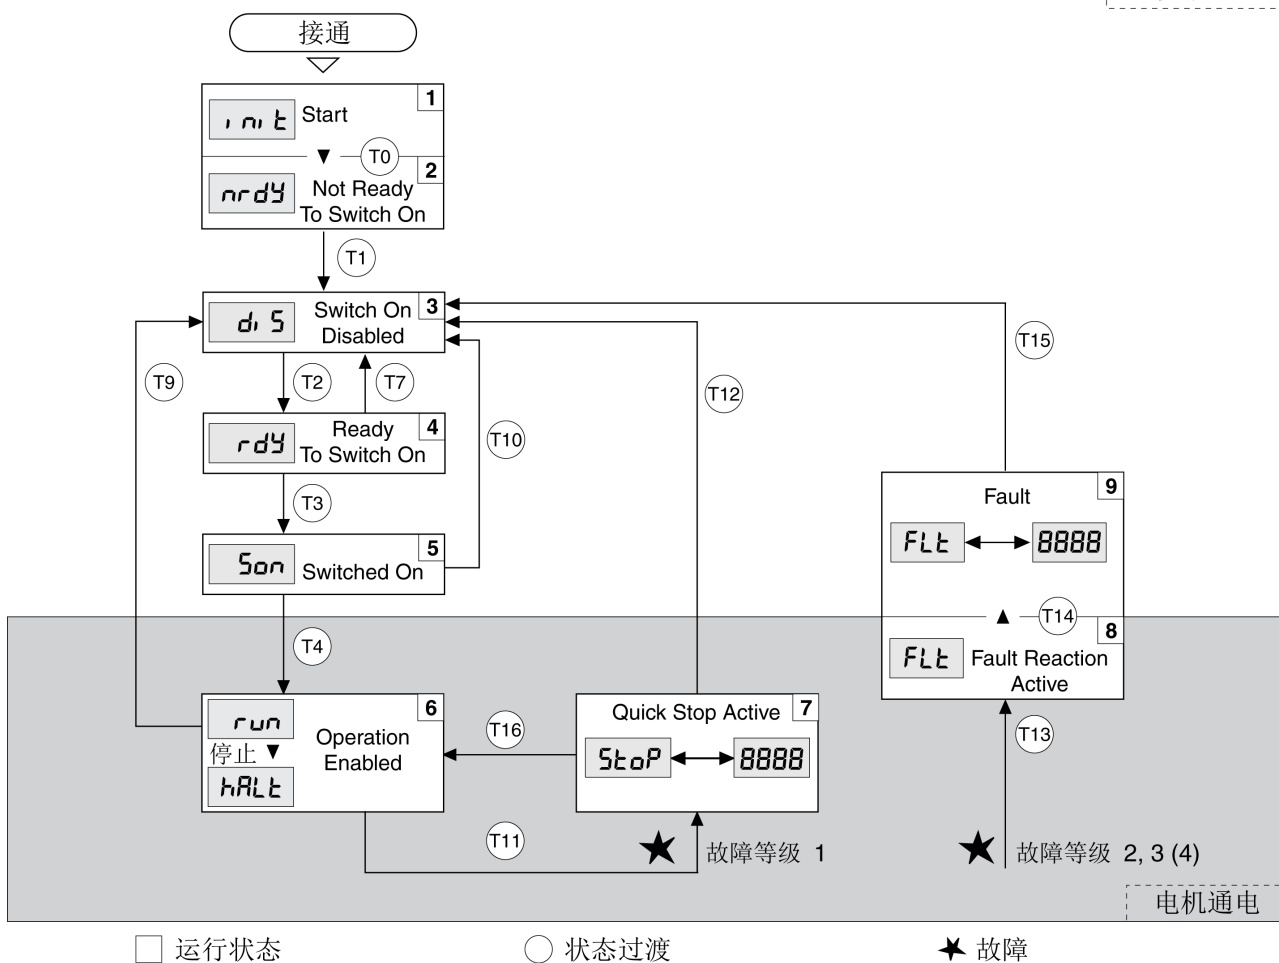 接通
1
init
Start
T0
2
nrdy
Not Ready
To Switch On
T1
3
diS
Switch On
Disabled
T15
T9
T2
T7
T12
4
rdy
Ready
To Switch On
T10
9
Fault
T3
FLt
8888
5
Son
Switched On
T14
8
T4
FLt
Fault Reaction
Active
6
run
停止
hALt
Operation
Enabled
T16
7
Quick Stop Active
StoP
8888
T13
T11
故障等级 1
故障等级 2, 3 (4)
电机通电
运行状态
状态过渡
故障